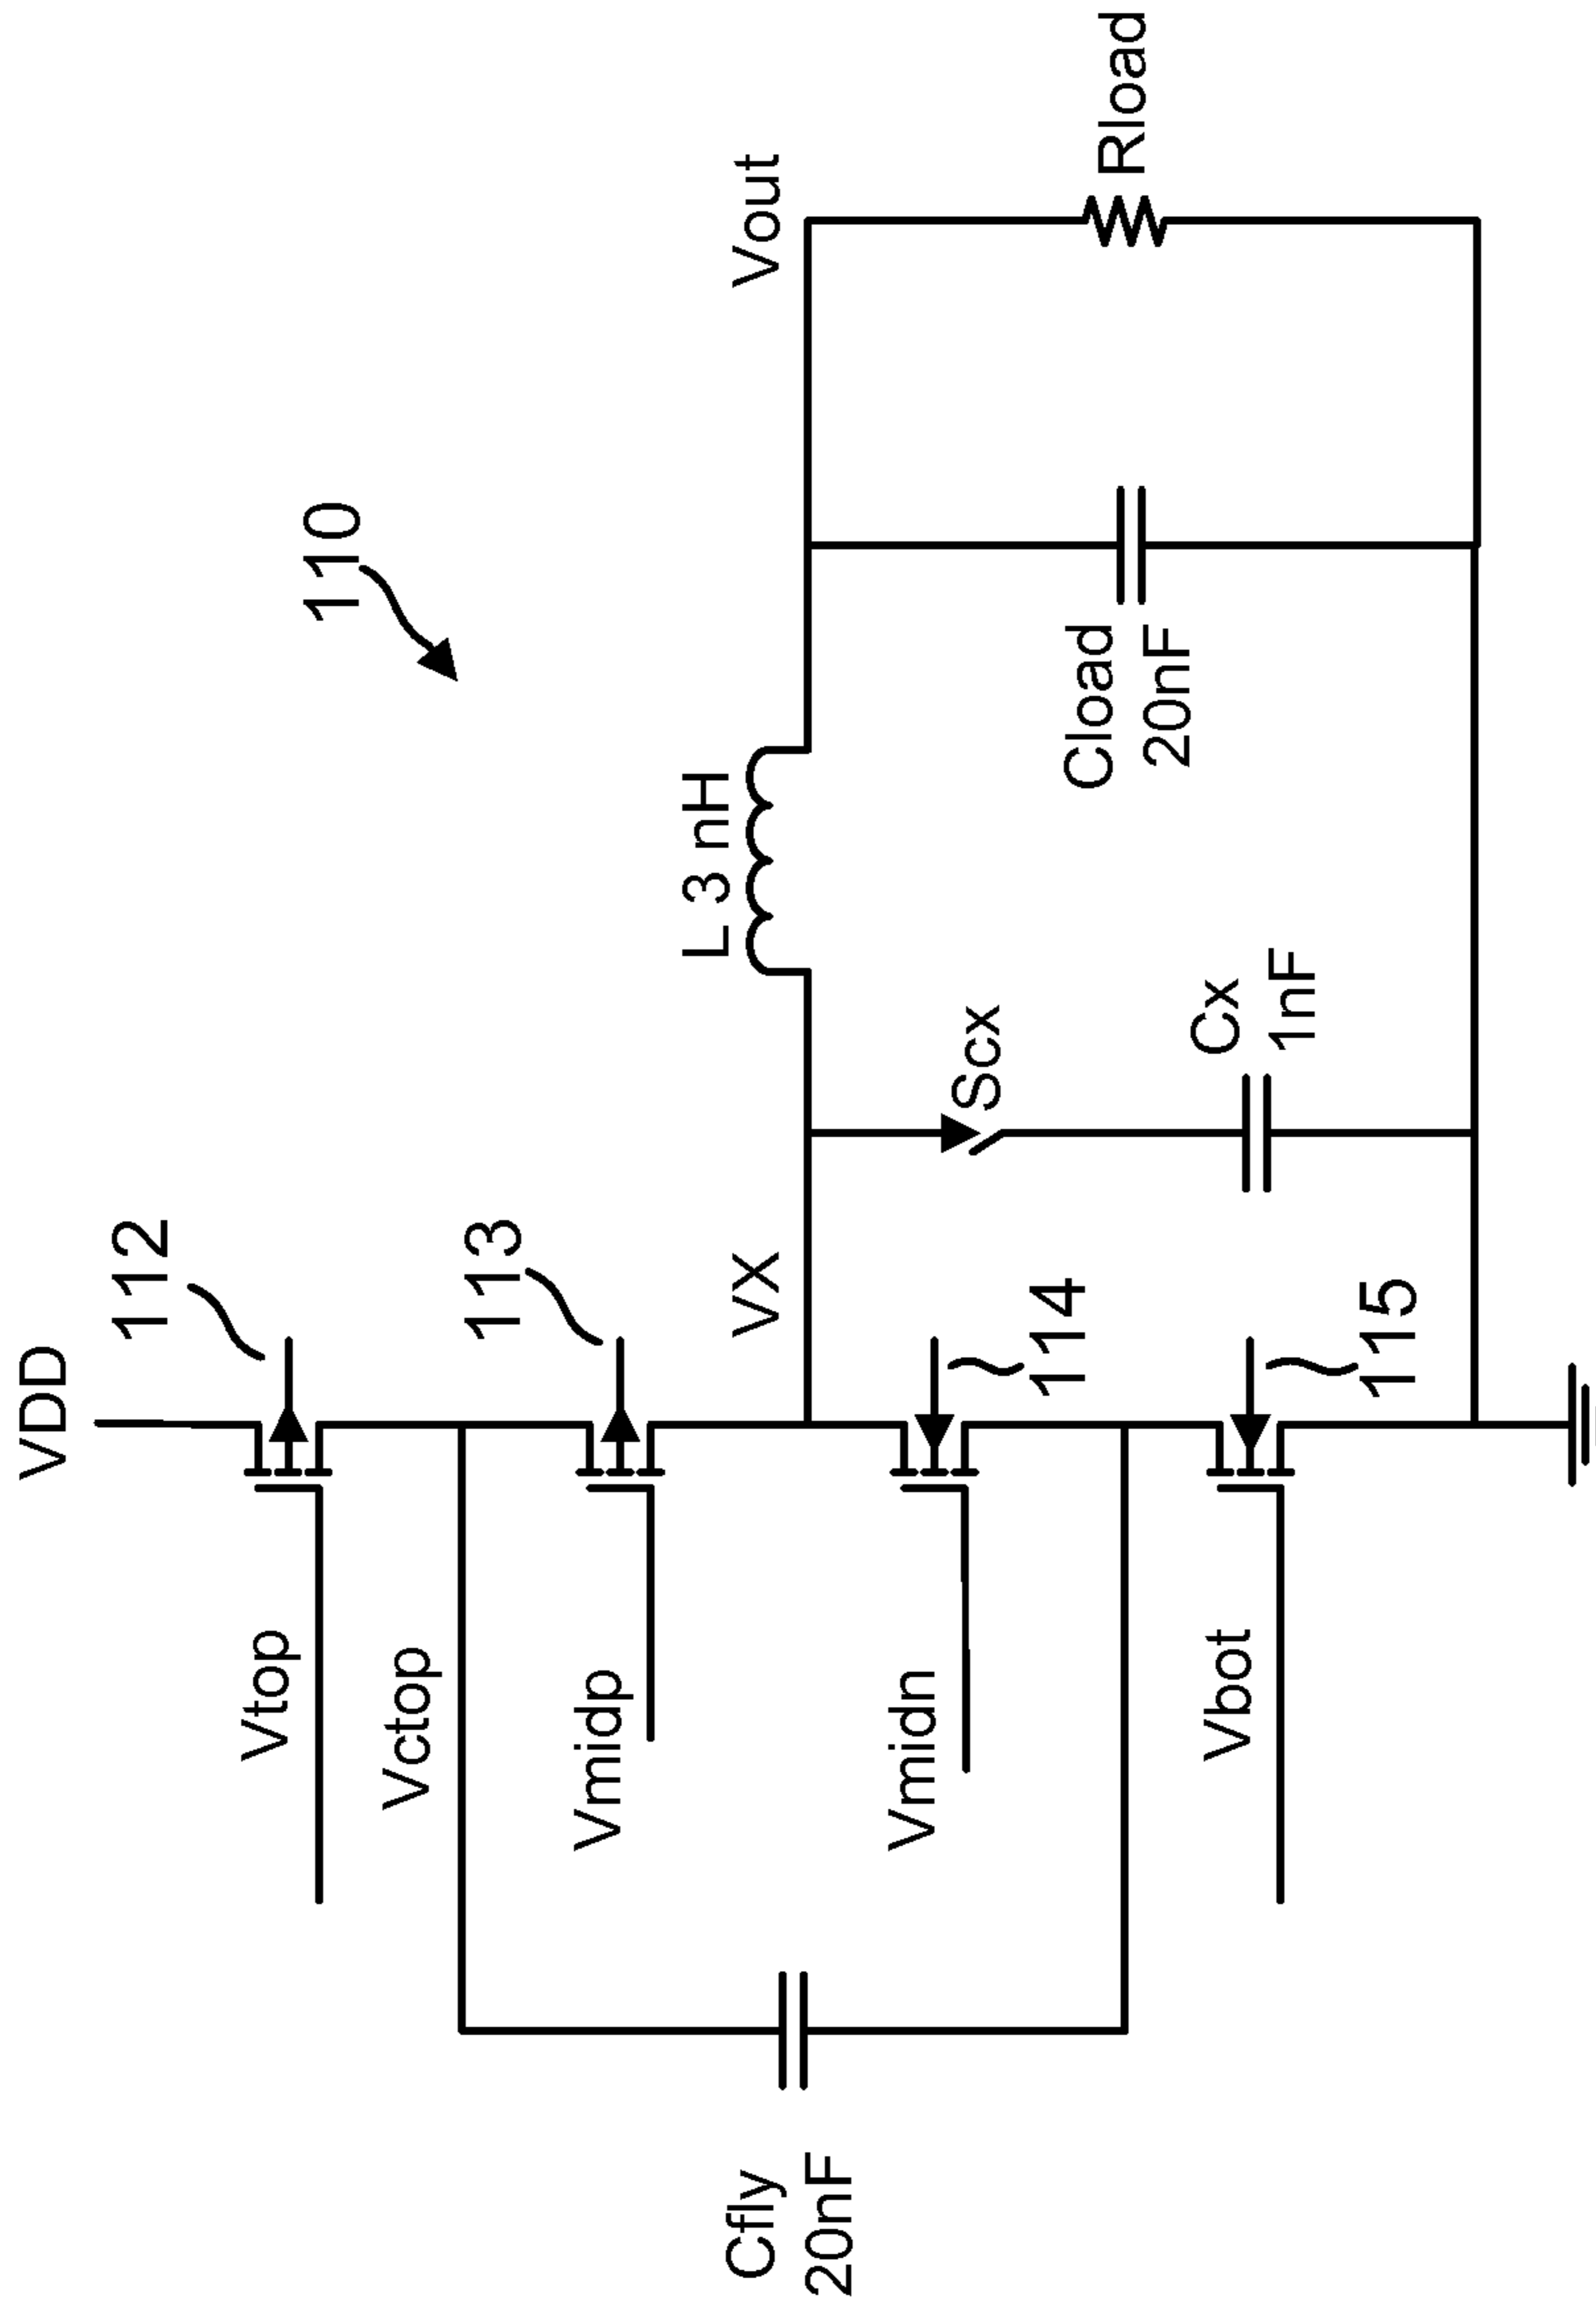 110
VDD
112
Vtop
Vctop
113
Vmidp
VX
L 3 nH
Vout
Cfly
20nF
Vmidn
114
Scx
Cx
1nF
Cload
20nF
Rload
Vbot
115